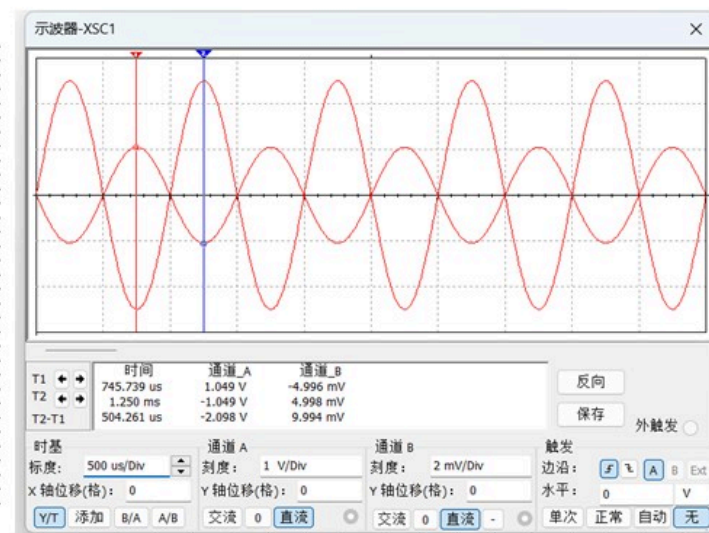 示波器-XSC1
1
2
时间 通道_A 通道_B
T1 745.739 us 1.049 V -4.996 mV
T2 1.250 ms -1.049 V 4.998 mV
T2-T1 504.261 us -2.098 V 9.994 mV
反向
保存
外触发
时基 通道 A 通道 B 触发
标度: 500 us/Div 刻度: 1 V/Div 刻度: 2 mV/Div 边沿: A B Ext
X 轴位移(格): 0 Y 轴位移(格): 0 Y 轴位移(格): 0 水平: 0 V
Y/T 添加 B/A A/B 交流 0 直流 交流 0 直流 - 单次 正常 自动 无